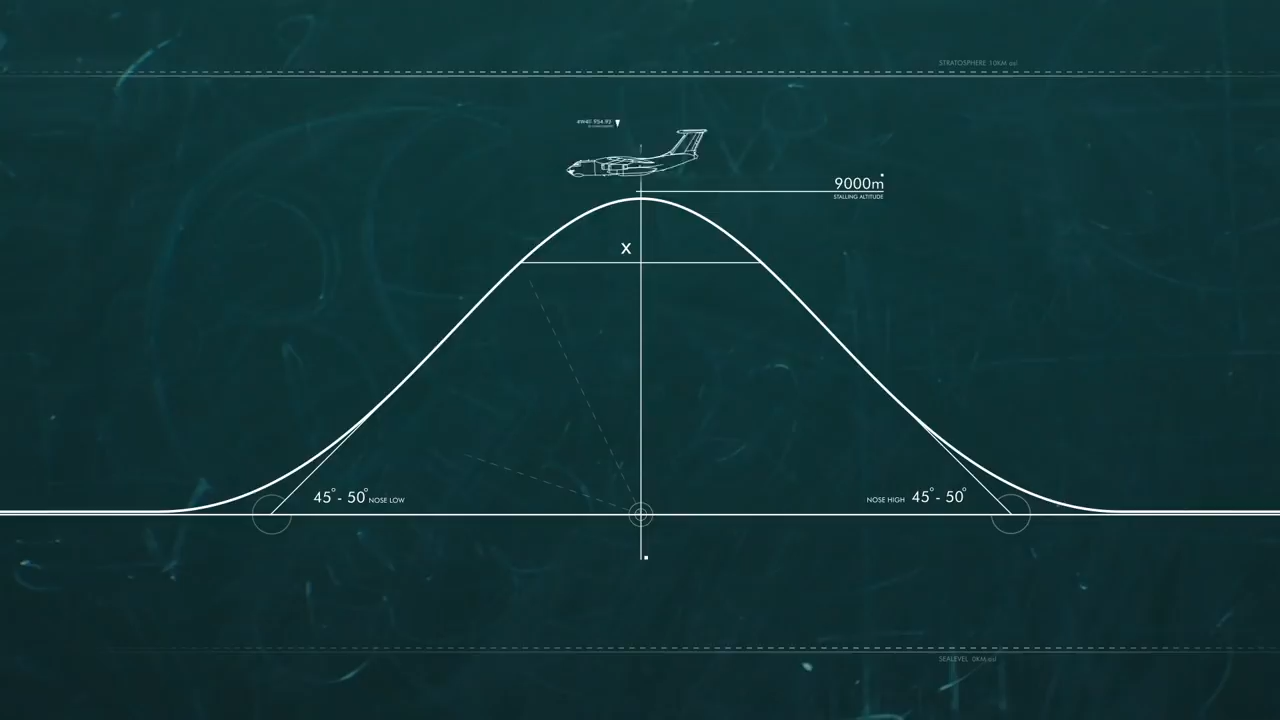 STRATOSPHERE 10KM asl
9000m
STALLING ALTITUDE
X
45°- 50° NOSE LOW
NOSE HIGH 45°- 50°
SEALEVEL 0KM asl